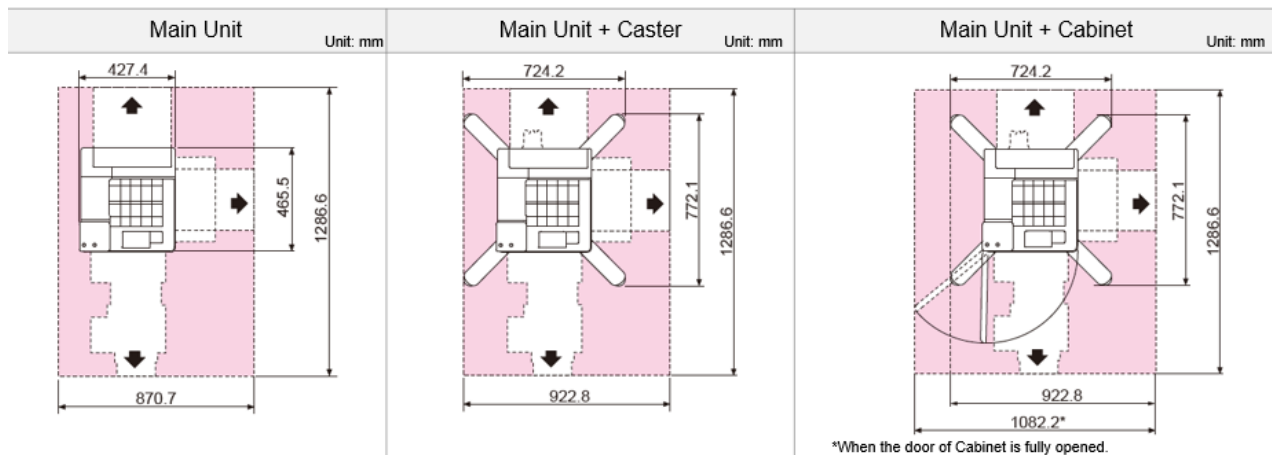 Main Unit
Unit: mm
Main Unit + Caster
Unit: mm
Main Unit + Cabinet
Unit: mm
427.4
465.5
1286.6
870.7
724.2
772.1
1286.6
922.8
724.2
772.1
1286.6
922.8
1082.2*
*When the door of Cabinet is fully opened.